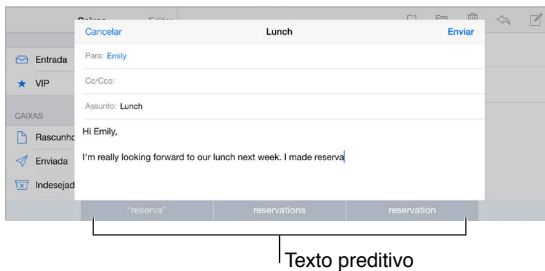 Caixas Editar
Cancelar Lunch Enviar
Entrada
Para: Emily
VIP
Cc/Cco:
CAIXAS
Assunto: Lunch
Rascunho
Hi Emily,
Enviada
I'm really looking forward to our lunch next week. I made reserva
Indesejad
"reserva" reservations reservation
Texto preditivo